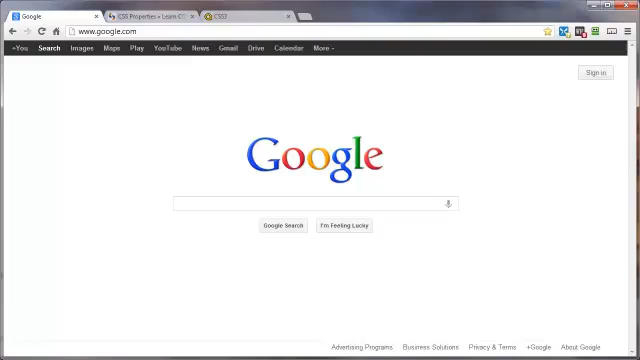 Google
CSS Properties » Learn CS
CSS3
www.google.com
+You Search Images Maps Play YouTube News Gmail Drive Calendar More
Sign in
Google
Google Search I'm Feeling Lucky
Advertising Programs Business Solutions Privacy & Terms +Google About Google